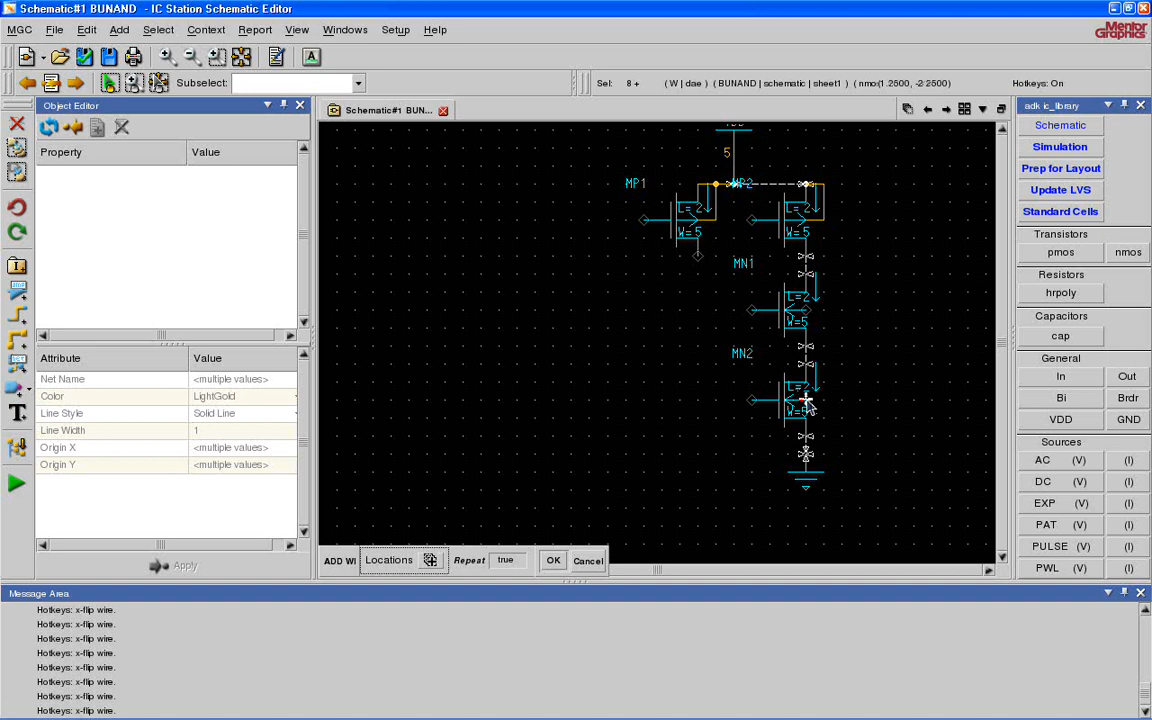 Schematic#1 BUNAND - IC Station Schematic Editor
MGC File Edit Add Select Context Report View Windows Setup Help
Mentor Graphics
A
Subselect:
Sel: 8 + ( W | dae ) ( BUNAND | schematic | sheet1 ) ( nmo(1.2500, -2.2500) Hotkeys: On
Object Editor
Property Value
Attribute Value
Net Name <multiple values>
Color LightGold
Line Style Solid Line
Line Width 1
Origin X <multiple values>
Origin Y <multiple values>
Apply
T
Schematic#1 BUN...
5
MP1
MP2
L=2
W=5
L=2
W=5
MN1
L=2
W=5
MN2
L=2
W=5
ADD WI Locations Repeat true OK Cancel
adk ic_library
Schematic
Simulation
Prep for Layout
Update LVS
Standard Cells
Transistors
pmos nmos
Resistors
hrpoly
Capacitors
cap
General
In Out
Bi Brdr
VDD GND
Sources
AC (V) (I)
DC (V) (I)
EXP (V) (I)
PAT (V) (I)
PULSE (V) (I)
PWL (V) (I)
Message Area
Hotkeys: x-flip wire.
Hotkeys: x-flip wire.
Hotkeys: x-flip wire.
Hotkeys: x-flip wire.
Hotkeys: x-flip wire.
Hotkeys: x-flip wire.
Hotkeys: x-flip wire.
Hotkeys: x-flip wire.